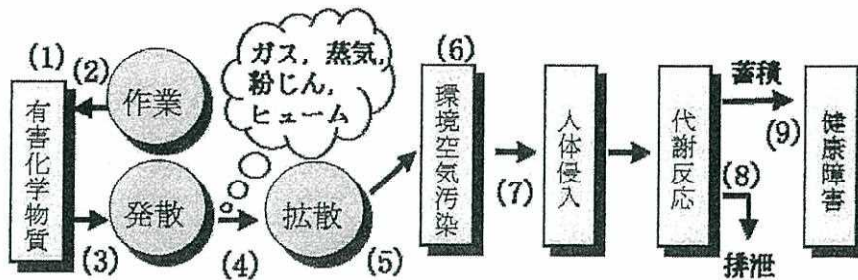 (1)
有害化学物質
(2)
作業
(3)
発散
(4)
ガス，蒸気，
粉じん，
ヒューム
拡散
(5)
(6)
環境空気汚染
(7)
人体侵入
代謝反応
蓄積
(9)
(8)
排泄
健康障害